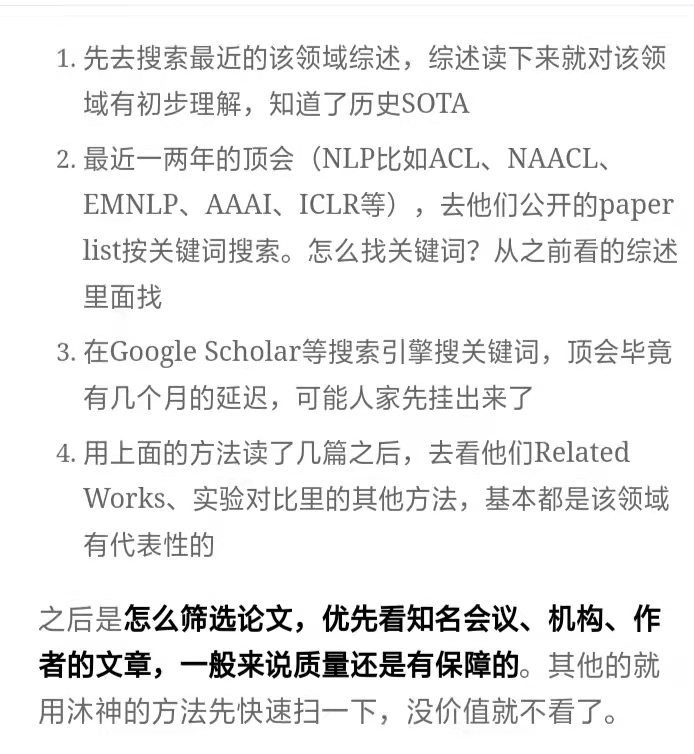 1. 先去搜索最近的该领域综述，综述读下来就对该领
域有初步理解，知道了历史SOTA
2. 最近一两年的顶会（NLP比如ACL、NAACL、
EMNLP、AAAI、ICLR等），去他们公开的paper
list按关键词搜索。怎么找关键词？从之前看的综述
里面找
3. 在Google Scholar等搜索引擎搜关键词，顶会毕竟
有几个月的延迟，可能人家先挂出来了
4. 用上面的方法读了几篇之后，去看他们Related
Works、实验对比里的其他方法，基本都是该领域
有代表性的
之后是怎么筛选论文，优先看知名会议、机构、作
者的文章，一般来说质量还是有保障的。其他的就
用沐神的方法先快速扫一下，没价值就不看了。